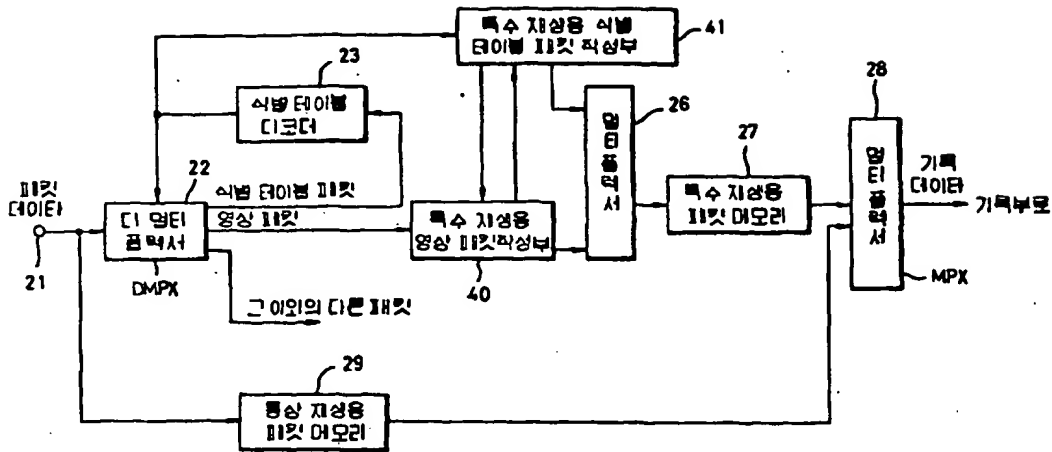 특수 재생용 식별
테이블 패킷 작성부
41
23
식별 테이블
디코더
26
멀티플렉서
28
멀티플렉서
패킷
데이타
22
식별 테이블 패킷
영상 패킷
디 멀티
플렉서
21
DMPX
특수 재생용
영상 패킷작성부
40
27
특수 재생용
패킷 메모리
기록
데이타
기록부로
MPX
그 이외의 다른 패킷
29
통상 재생용
패킷 메모리